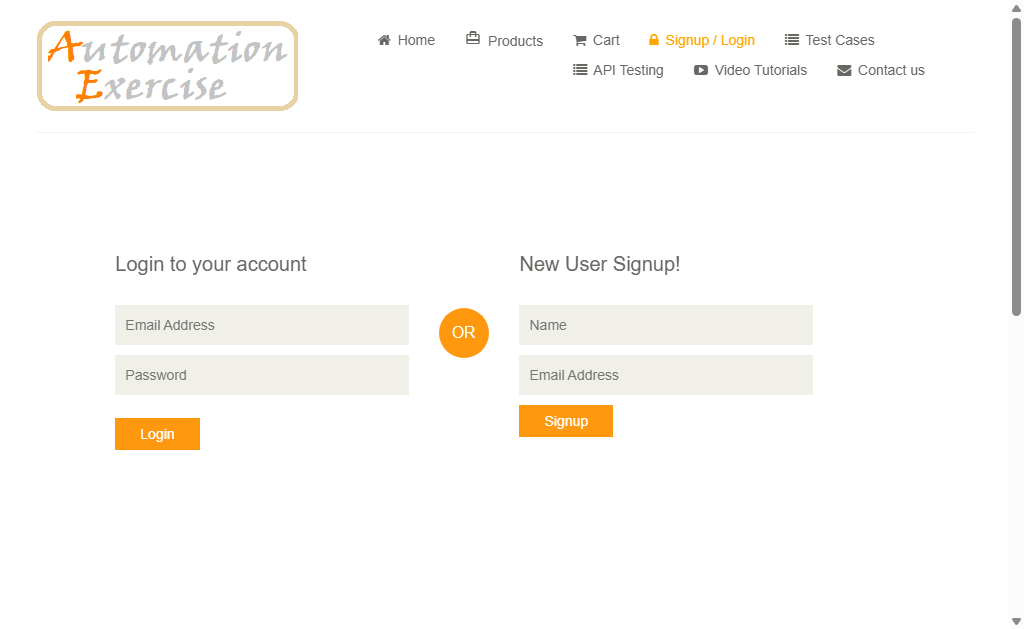 Automation
Exercise
Home Products Cart Signup / Login Test Cases
API Testing Video Tutorials Contact us
Login to your account
Email Address
Password
Login
OR
New User Signup!
Name
Email Address
Signup